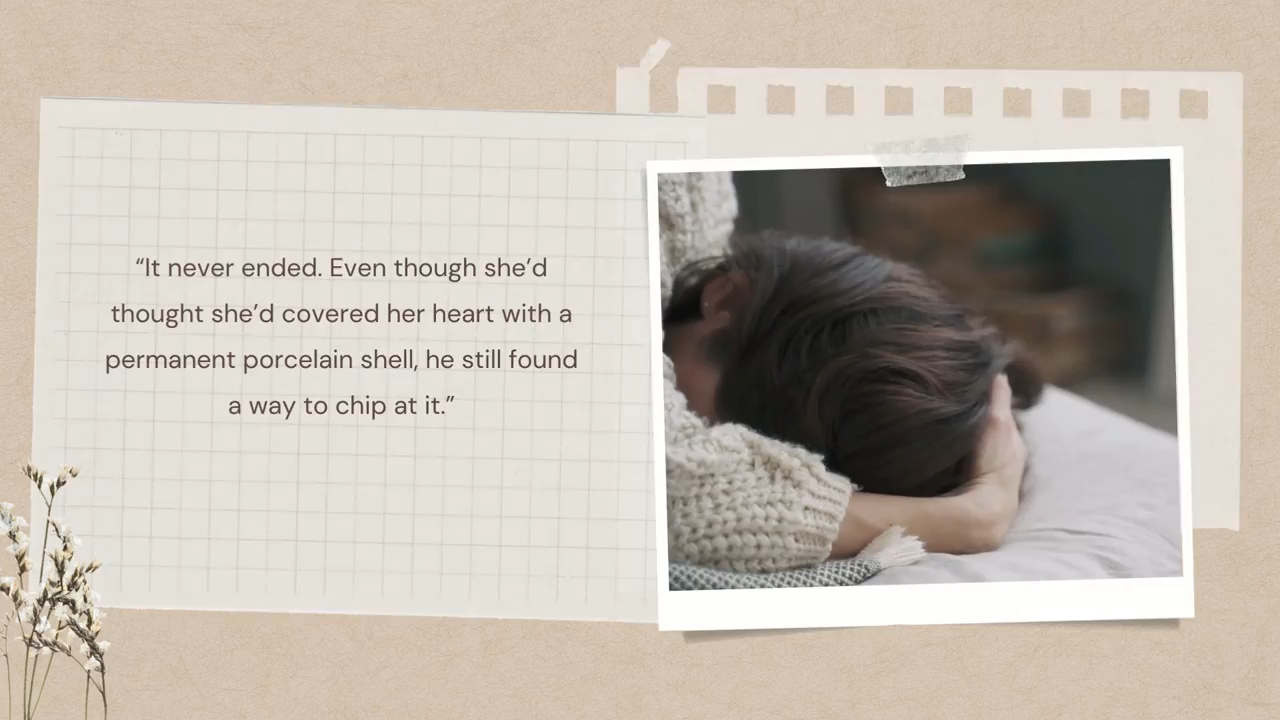 “It never ended. Even though she’d
thought she’d covered her heart with a
permanent porcelain shell, he still found
a way to chip at it.”